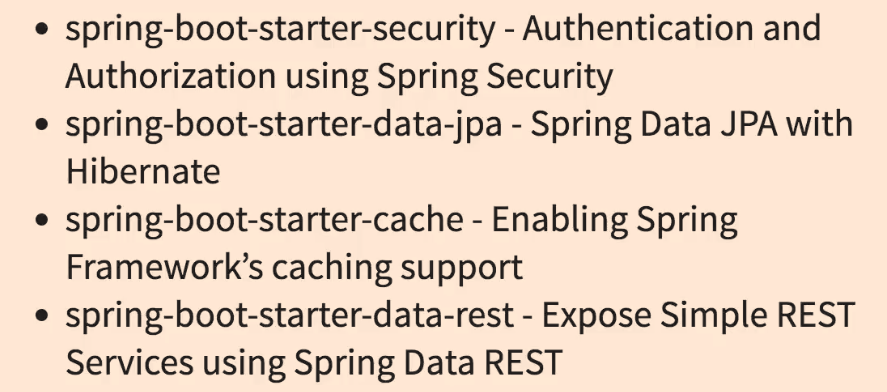 • spring-boot-starter-security - Authentication and
Authorization using Spring Security
• spring-boot-starter-data-jpa - Spring Data JPA with
Hibernate
• spring-boot-starter-cache - Enabling Spring
Framework’s caching support
• spring-boot-starter-data-rest - Expose Simple REST
Services using Spring Data REST